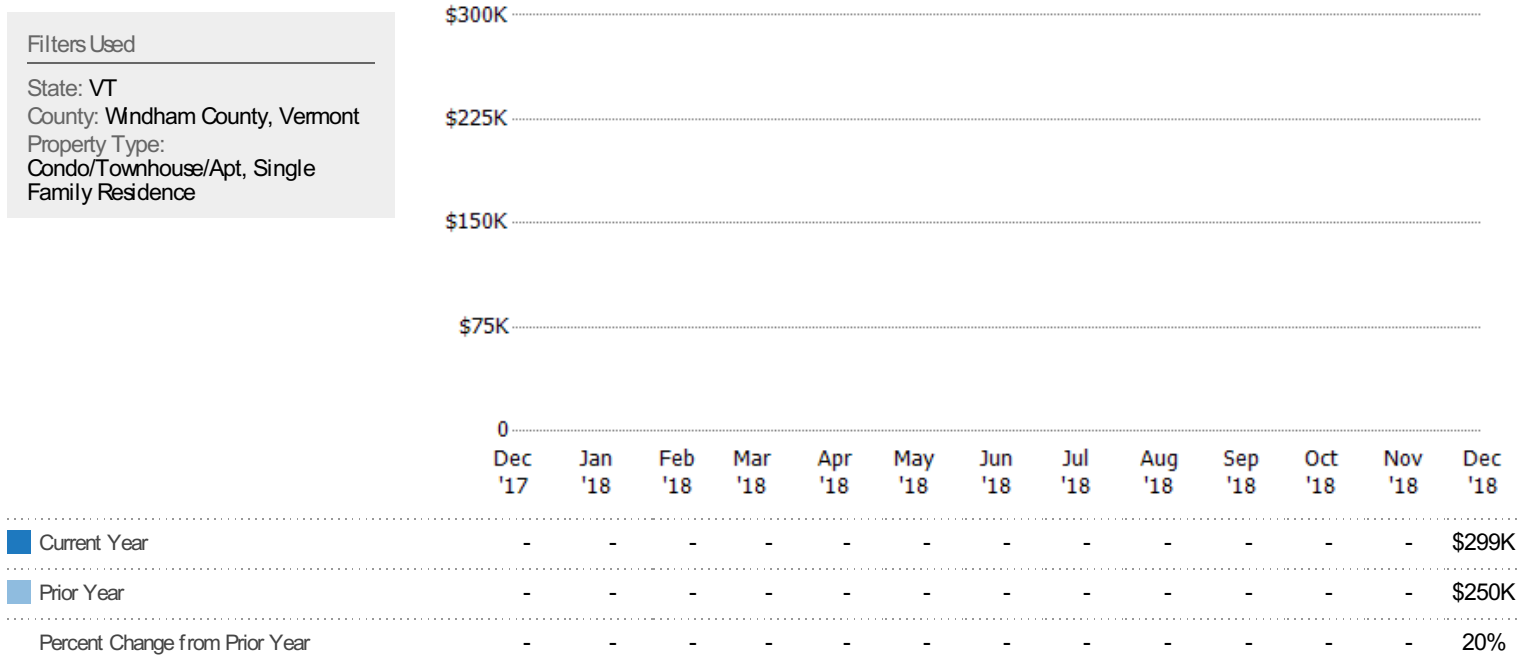 Filters Used
State: VT
County: Windham County, Vermont
Property Type:
Condo/Townhouse/Apt, Single
Family Residence
$300K
$225K
$150K
$75K
0
Dec Jan Feb Mar Apr May Jun Jul Aug Sep Oct Nov Dec
'17 '18 '18 '18 '18 '18 '18 '18 '18 '18 '18 '18 '18
Current Year - - - - - - - - - - - - $299K
Prior Year - - - - - - - - - - - - $250K
Percent Change from Prior Year - - - - - - - - - - - - 20%